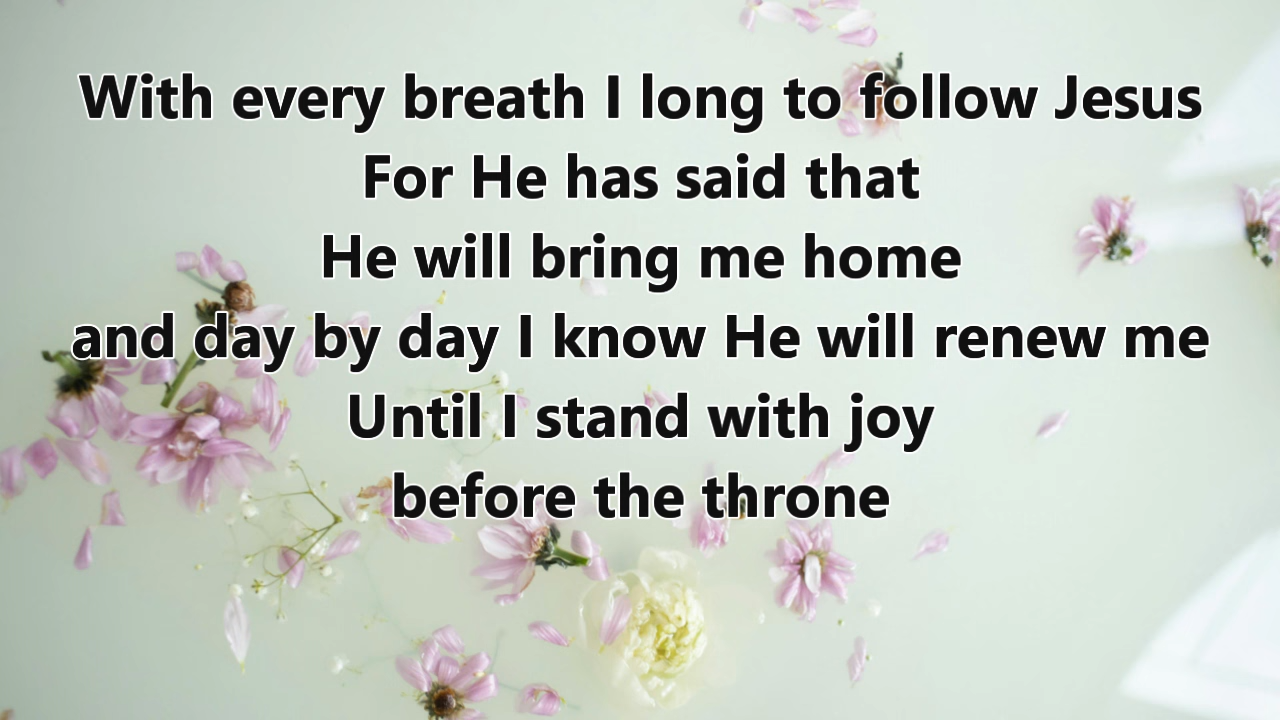 With every breath I long to follow Jesus
For He has said that
He will bring me home
and day by day I know He will renew me
Until I stand with joy
before the throne